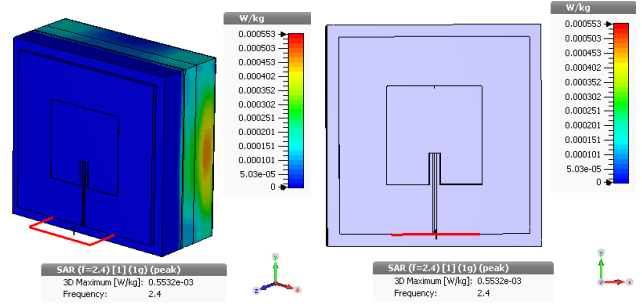 W/kg
0.000553
0.000503
0.000453
0.000402
0.000352
0.000302
0.000251
0.000201
0.000151
0.000101
5.03e-05
0
SAR (f=2.4) [1] (1g) (peak)
3D Maximum [W/kg]: 0.5532e-03
Frequency: 2.4
y
z
x
W/kg
0.000553
0.000503
0.000453
0.000402
0.000352
0.000302
0.000251
0.000201
0.000151
0.000101
5.03e-05
0
SAR (f=2.4) [1] (1g) (peak)
3D Maximum [W/kg]: 0.5532e-03
Frequency: 2.4
y
z
x